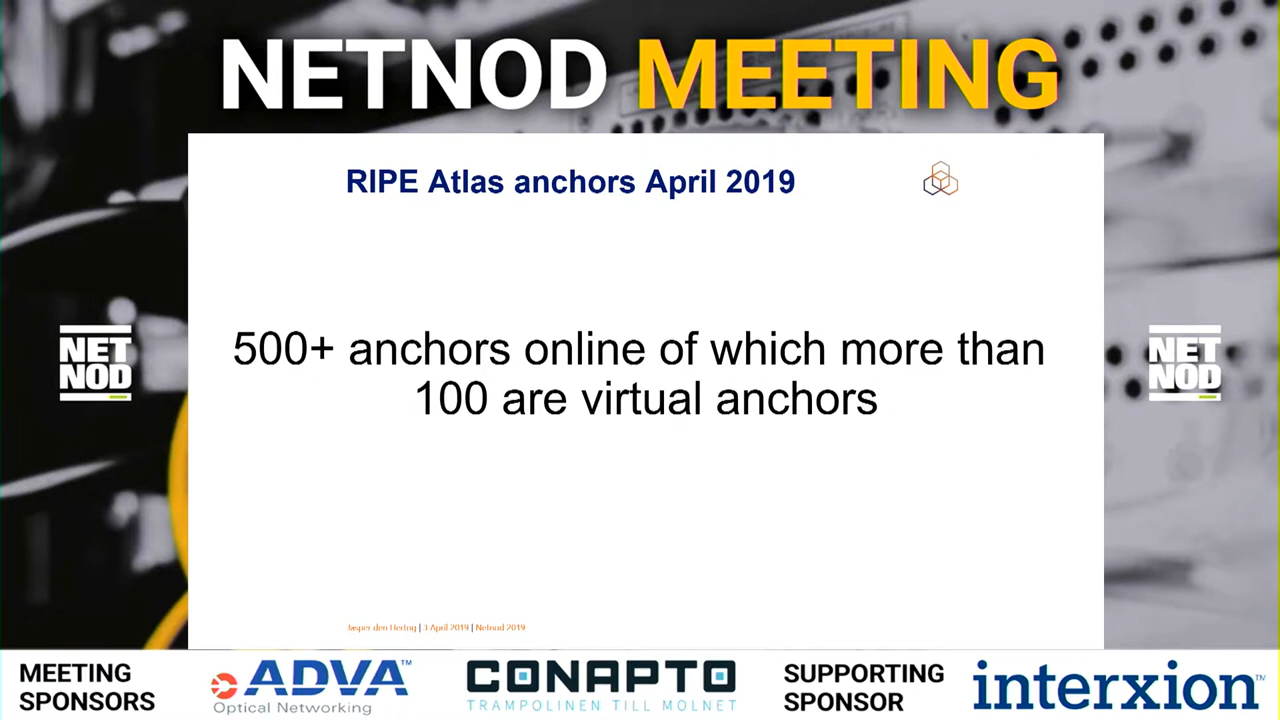 NETNOD MEETING
RIPE Atlas anchors April 2019
500+ anchors online of which more than
100 are virtual anchors
NET
NOD
NET
NOD
Jasper den Hertog | 3 April 2019 | Netnod 2019
MEETING
SPONSORS
ADVA™
Optical Networking
CONAPTO
TRAMPOLINEN TILL MOLNET
SUPPORTING
SPONSOR
interxion™